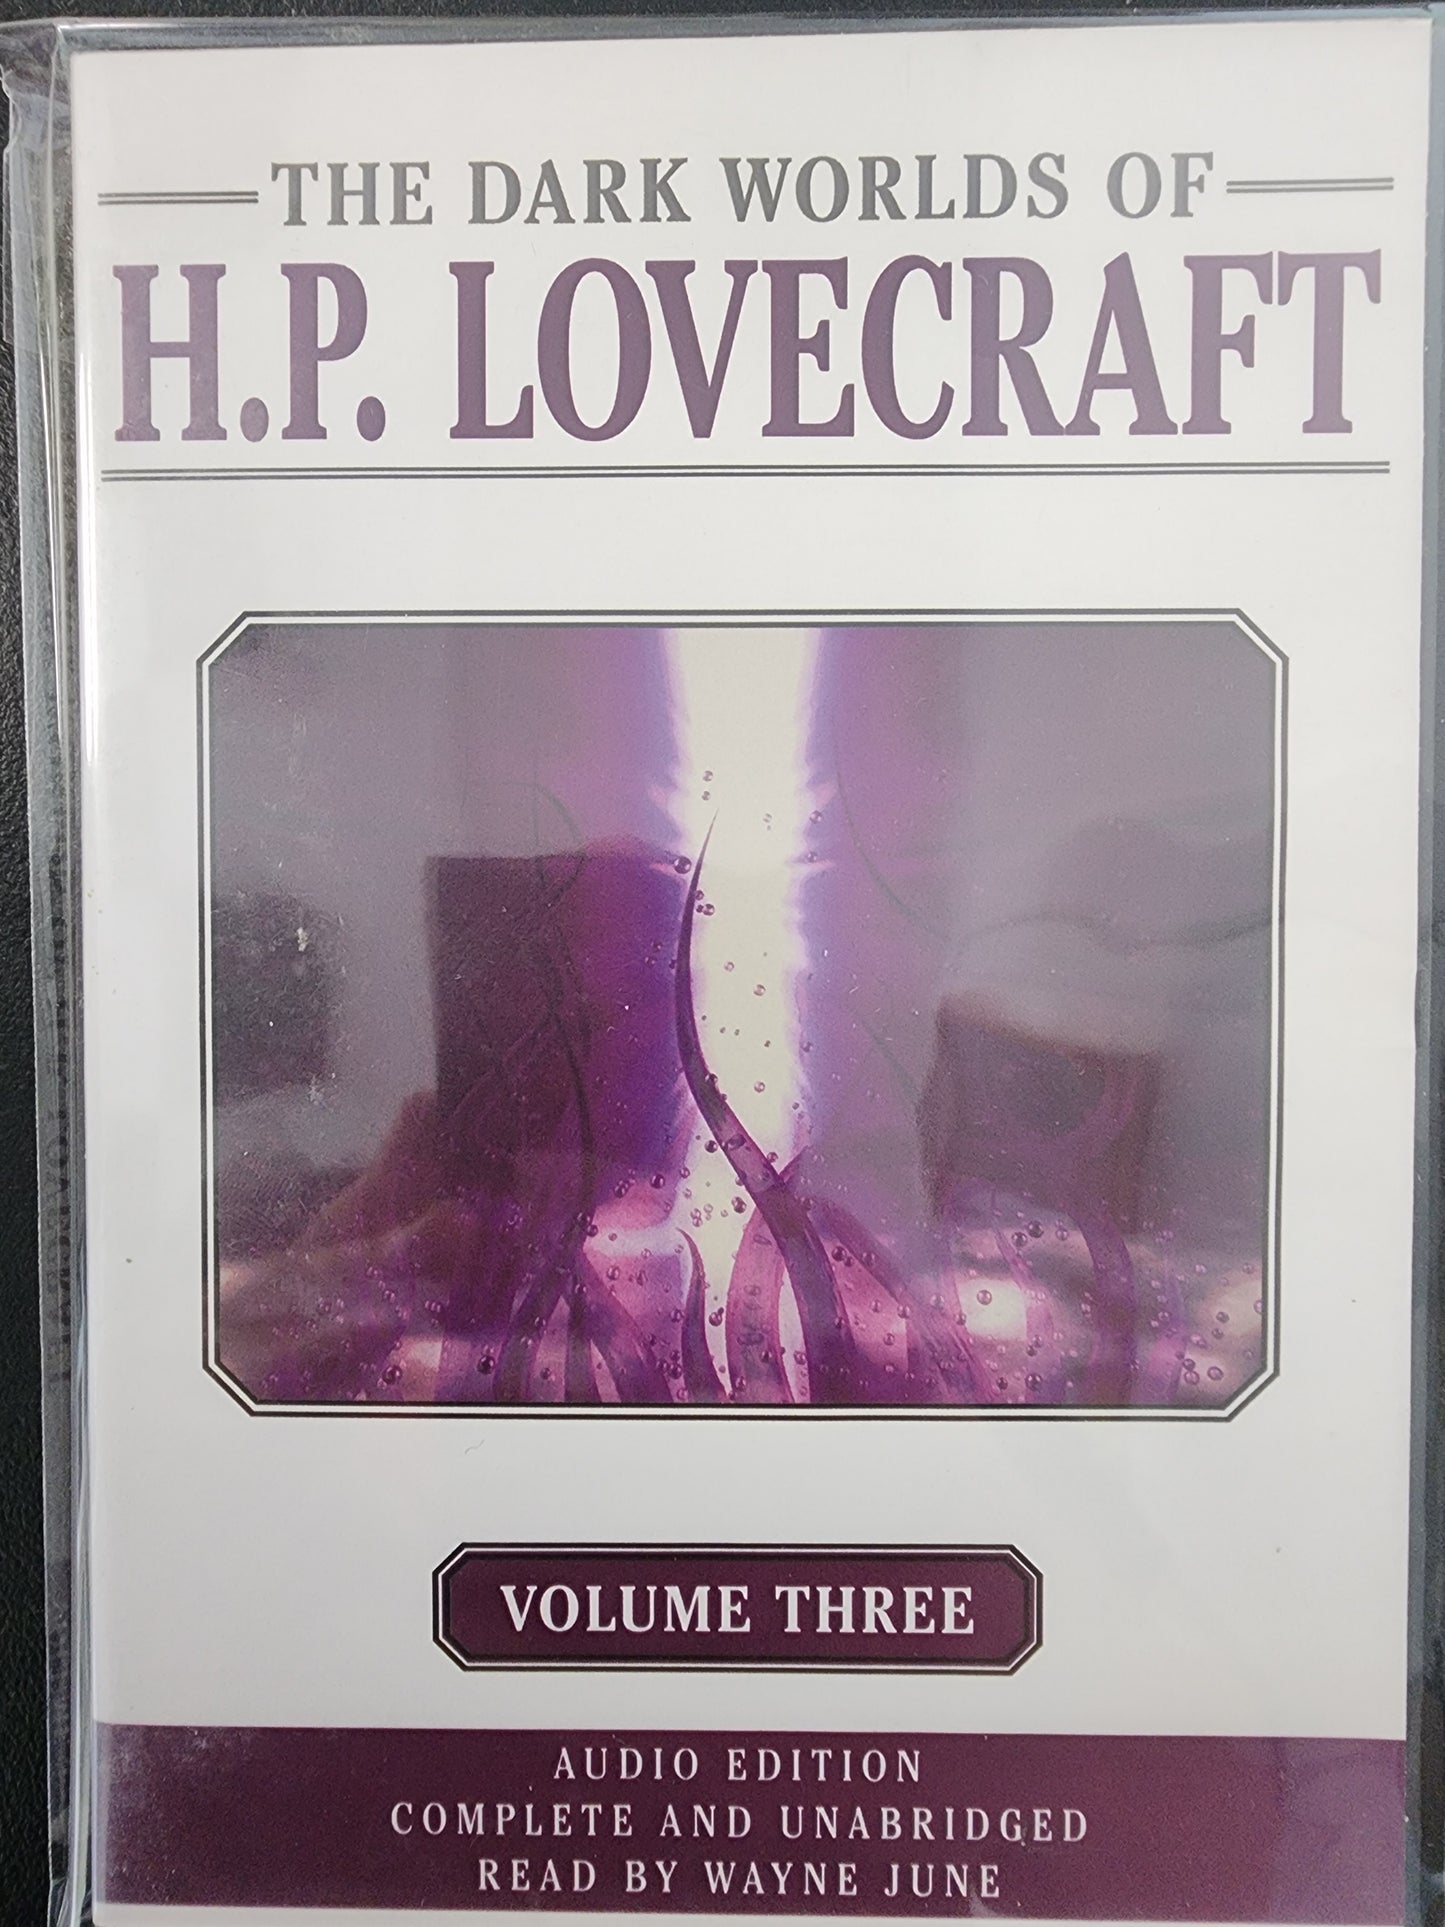 THE DARK WORLDS OF
H.P. LOVECRAFT
VOLUME THREE
AUDIO EDITION
COMPLETE AND UNABRIDGED
READ BY WAYNE JUNE